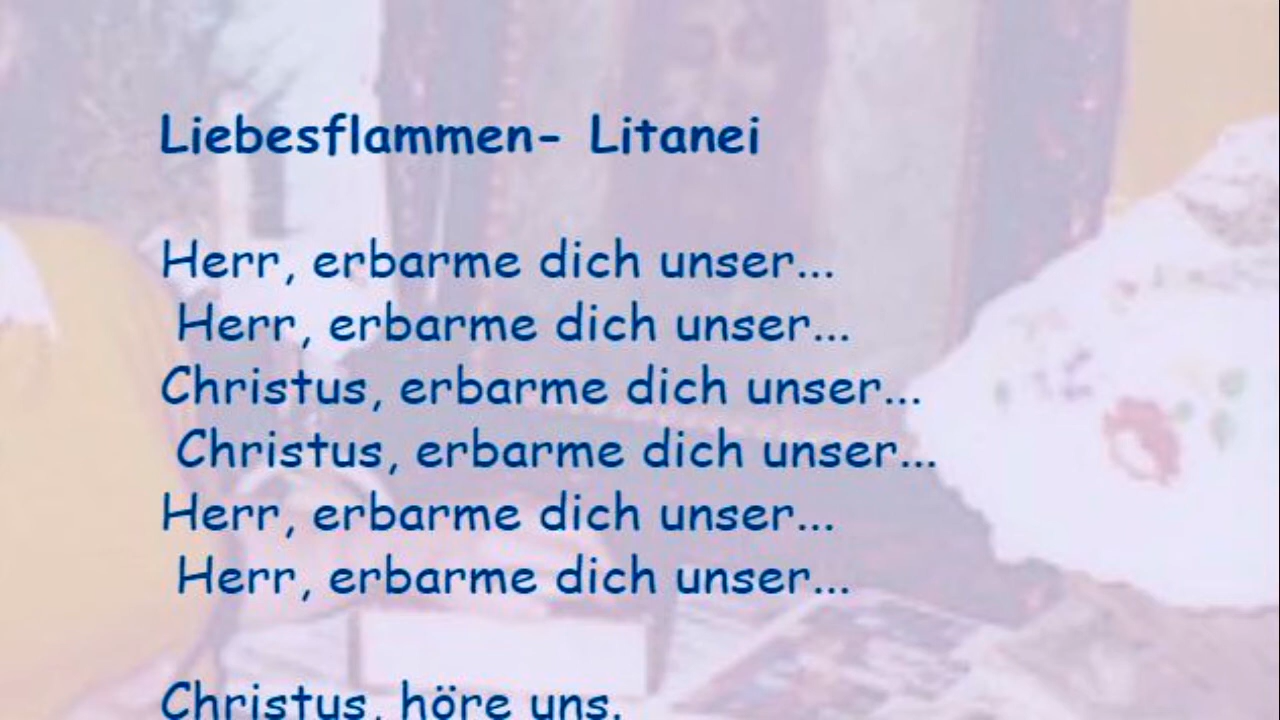 Liebesflammen- Litanei
Herr, erbarme dich unser...
Herr, erbarme dich unser...
Christus, erbarme dich unser...
Christus, erbarme dich unser...
Herr, erbarme dich unser...
Herr, erbarme dich unser...
Christus, höre uns.